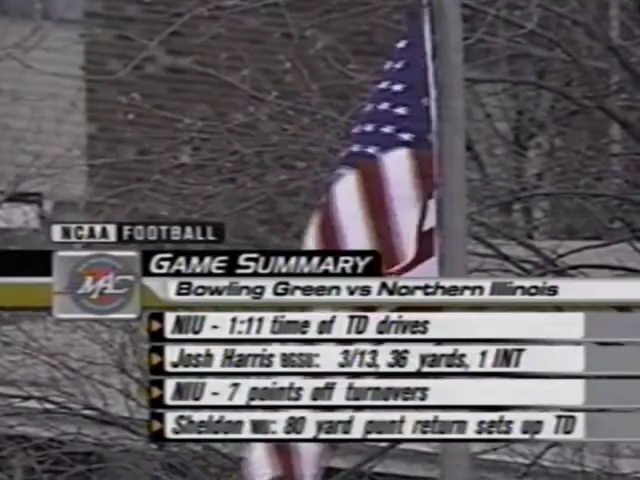 NCAA FOOTBALL
MAC
GAME SUMMARY
Bowling Green vs Northern Illinois
NIU - 1:11 time of TD drives
Josh Harris BGSU: 3/13, 36 yards, 1 INT
NIU - 7 points off turnovers
Sheldon NIU: 80 yard punt return sets up TD